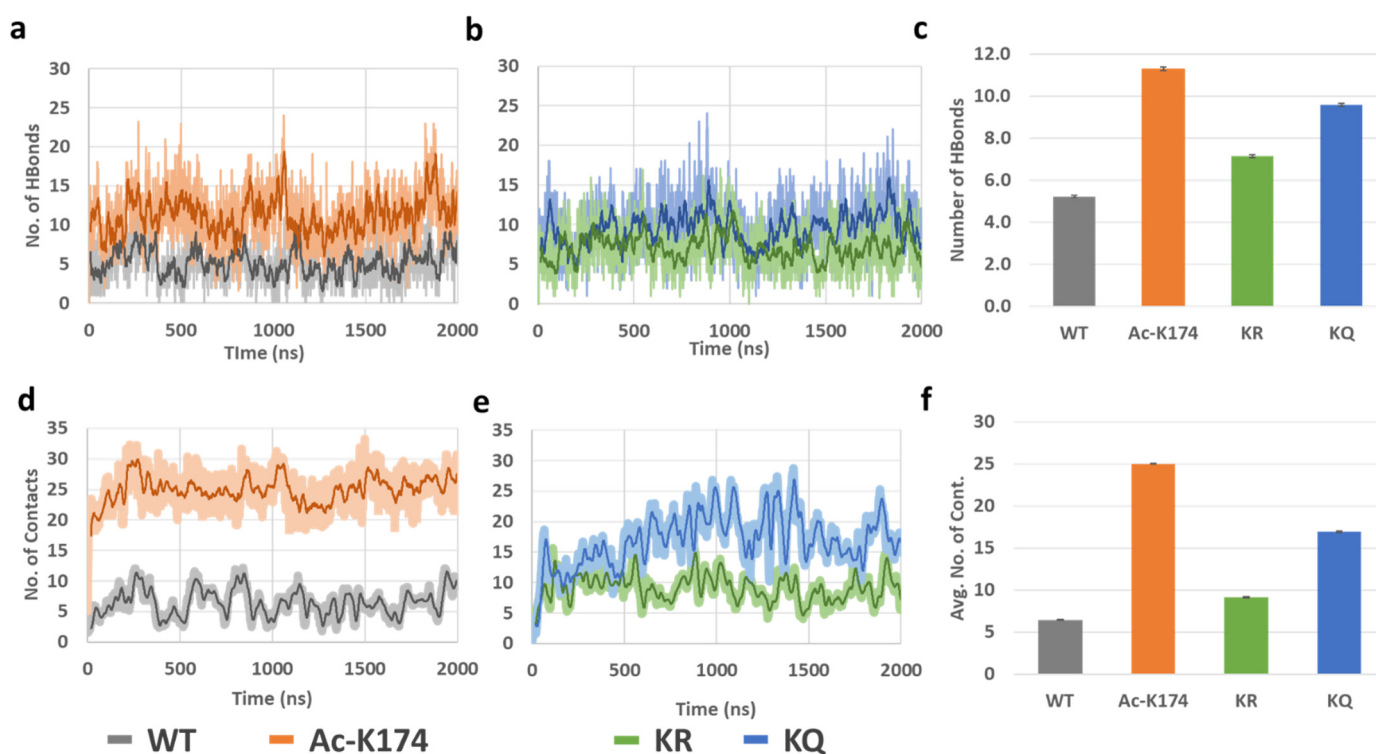 a
No. of HBonds
30
25
20
15
10
5
0
0 500 1000 1500 2000
TIme (ns)
b
30
25
20
15
10
5
0
0 500 1000 1500 2000
Time (ns)
c
Number of HBonds
12.0
10.0
8.0
6.0
4.0
2.0
0.0
WT Ac-K174 KR KQ
d
No. of Contacts
35
30
25
20
15
10
5
0
0 500 1000 1500 2000
Time (ns)
e
35
30
25
20
15
10
5
0
0 500 1000 1500 2000
Time (ns)
f
Avg. No. of Cont.
30
25
20
15
10
5
0
WT Ac-K174 KR KQ
WT Ac-K174 KR KQ